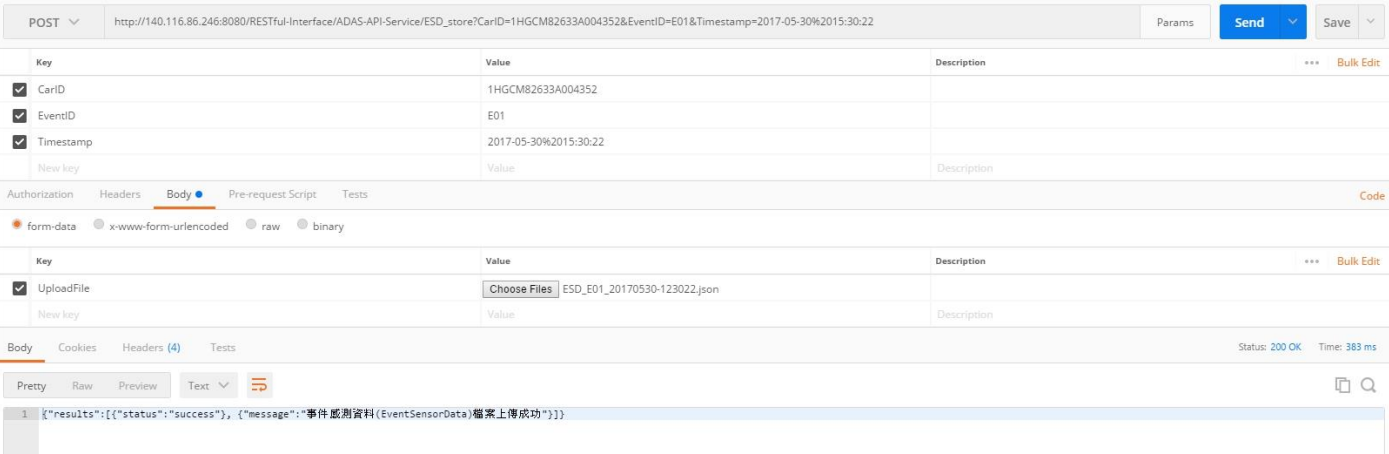 POST http://140.116.86.246:8080/RESTful-Interface/ADAS-API-Service/ESD_store?CarID=1HGCM82633A004352&EventID=E01&Timestamp=2017-05-30%2015:30:22 Params Send Save
Key Value Description Bulk Edit
CarID 1HGCM82633A004352
EventID E01
Timestamp 2017-05-30%2015:30:22
New key Value Description
Authorization Headers Body Pre-request Script Tests Code
form-data x-www-form-urlencoded raw binary
Key Value Description Bulk Edit
UploadFile Choose Files ESD_E01_20170530-123022.json
New key Value Description
Body Cookies Headers (4) Tests Status: 200 OK Time: 383 ms
Pretty Raw Preview Text
1 {"results":[{"status":"success"}, {"message":"事件感測資料(EventSensorData)檔案上傳成功"}]}